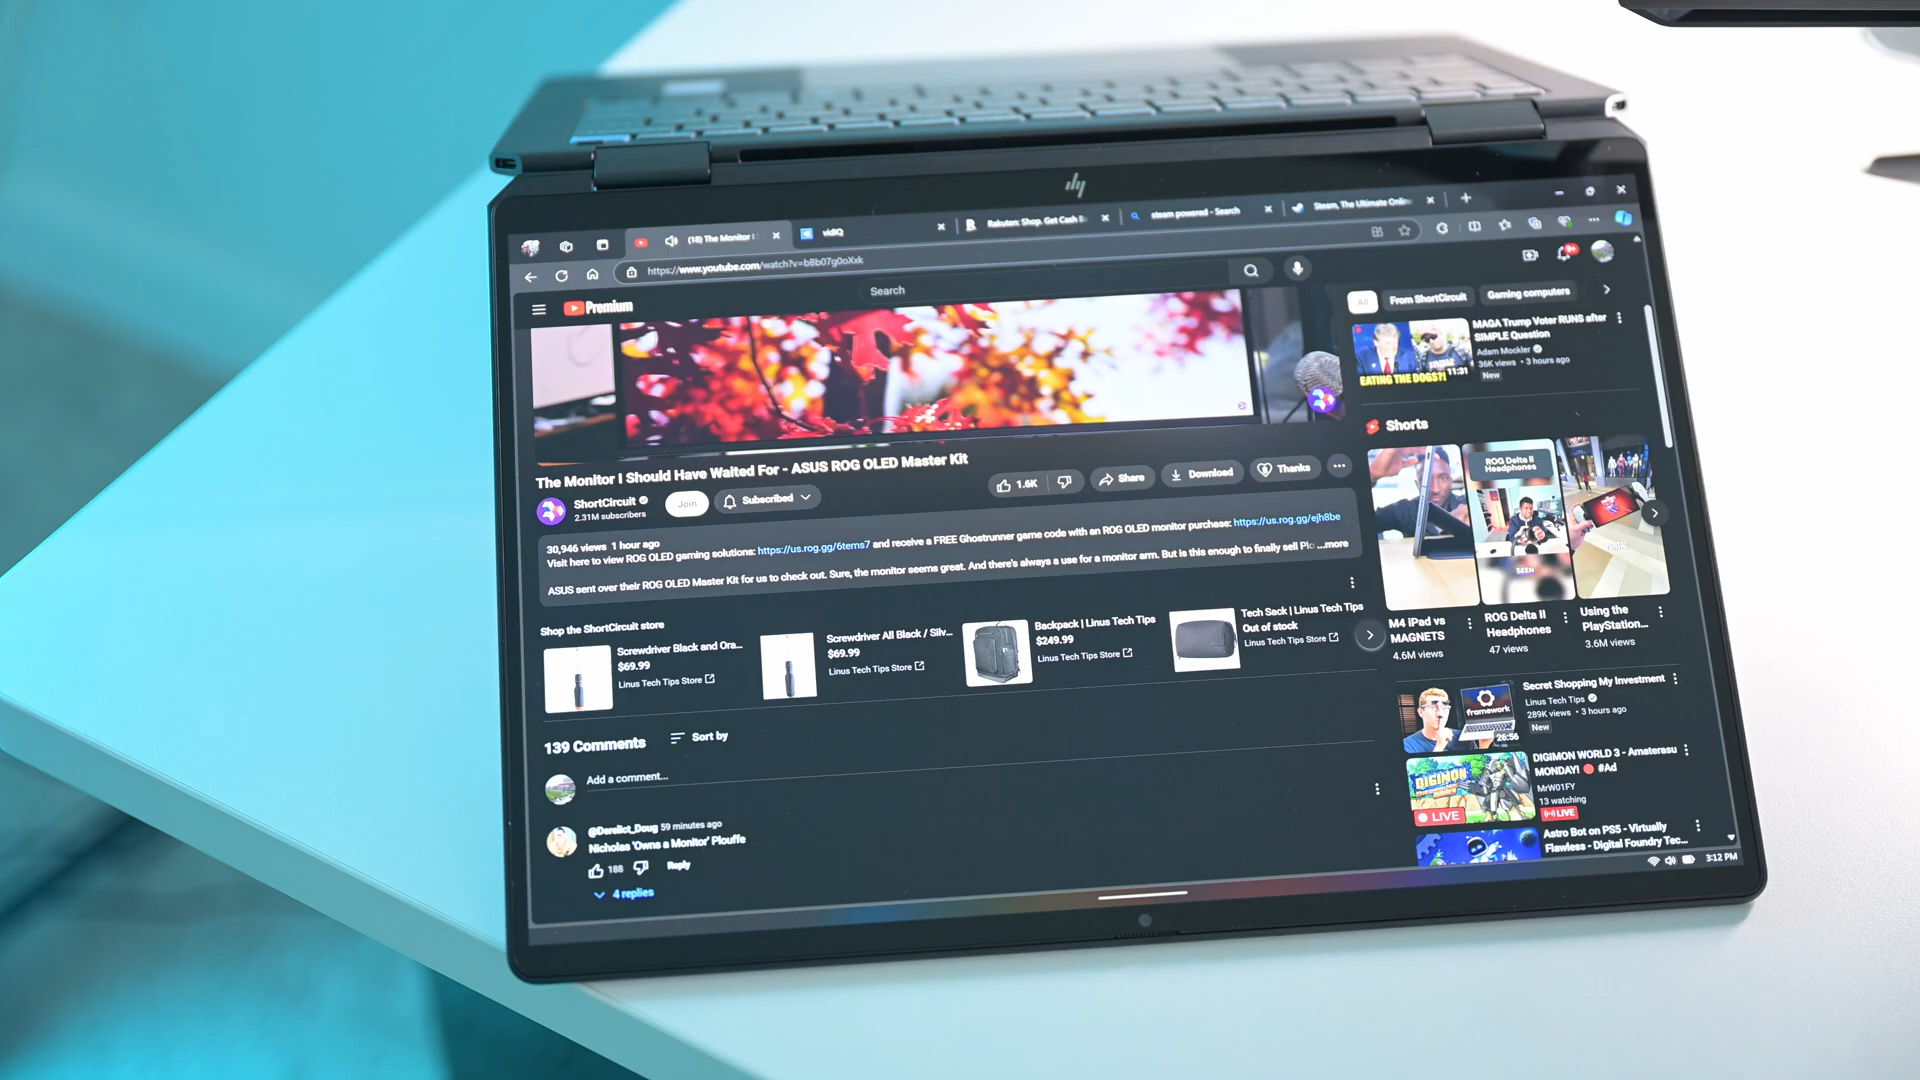 hp
(18) The Monitor I
vidIQ
Rakuten: Shop. Get Cash B
steam powered - Search
Steam, The Ultimate Onlin
https://www.youtube.com/watch?v=bBb07g0oXxk
Premium
Search
9+
All
From ShortCircuit
Gaming computers
MAGA Trump Voter RUNS after
SIMPLE Question
Adam Mockler
36K views • 3 hours ago
New
EATING THE DOGS?!
11:31
Shorts
The Monitor I Should Have Waited For - ASUS ROG OLED Master Kit
ShortCircuit
2.31M subscribers
Join
Subscribed
1.6K
Share
Download
Thanks
30,946 views 1 hour ago
Visit here to view ROG OLED gaming solutions: https://us.rog.gg/6tems7 and receive a FREE Ghostrunner game code with an ROG OLED monitor purchase: https://us.rog.gg/ejh8be
ASUS sent over their ROG OLED Master Kit for us to check out. Sure, the monitor seems great. And there's always a use for a monitor arm. But is this enough to finally sell Plo ...more
ROG Delta II
Headphones
SEEN
M4 iPad vs
MAGNETS
4.6M views
ROG Delta II
Headphones
47 views
Using the
PlayStation...
3.6M views
Shop the ShortCircuit store
Screwdriver Black and Ora...
$69.99
Linus Tech Tips Store
Screwdriver All Black / Silv...
$69.99
Linus Tech Tips Store
Backpack | Linus Tech Tips
$249.99
Linus Tech Tips Store
Tech Sack | Linus Tech Tips
Out of stock
Linus Tech Tips Store
139 Comments
Sort by
Add a comment...
@Derelict_Doug 59 minutes ago
Nicholas 'Owns a Monitor' Plouffe
188
Reply
4 replies
Secret Shopping My Investment
Linus Tech Tips
289K views • 3 hours ago
New
framework
26:56
DIGIMON WORLD 3 - Amaterasu
MONDAY! #Ad
MrW01FY
13 watching
LIVE
DIGIMON
LIVE
Astro Bot on PS5 - Virtually
Flawless - Digital Foundry Tec...
3:12 PM